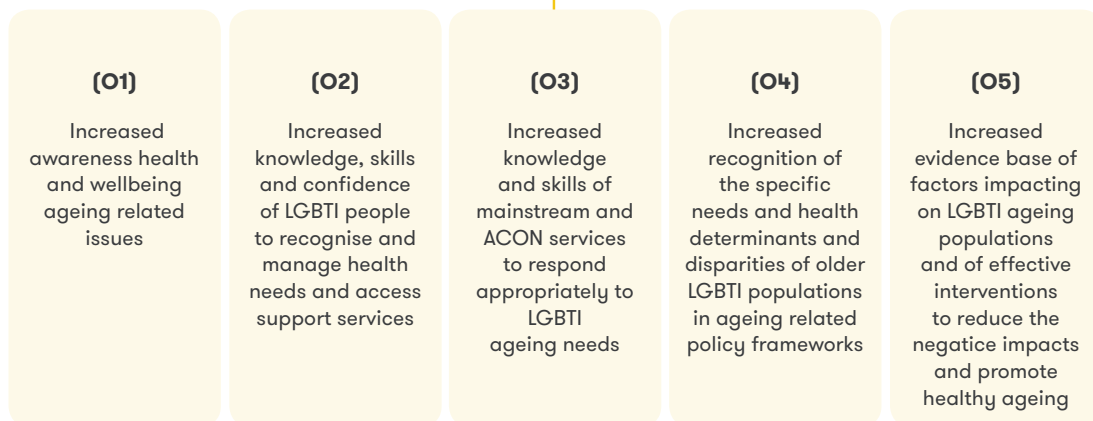 (O1)
Increased
awareness health
and wellbeing
ageing related
issues
(O2)
Increased
knowledge, skills
and confidence
of LGBTI people
to recognise and
manage health
needs and access
support services
(O3)
Increased
knowledge
and skills of
mainstream and
ACON services
to respond
appropriately to
LGBTI
ageing needs
(O4)
Increased
recognition of
the specific
needs and health
determinants and
disparities of older
LGBTI populations
in ageing related
policy frameworks
(O5)
Increased
evidence base of
factors impacting
on LGBTI ageing
populations
and of effective
interventions
to reduce the
negatice impacts
and promote
healthy ageing